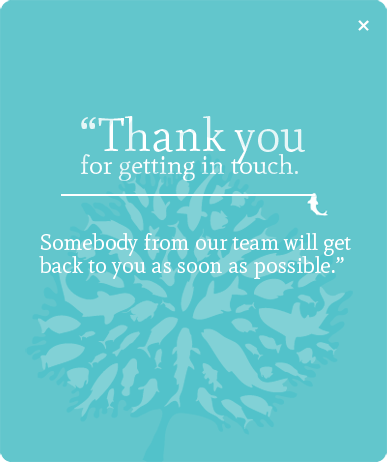 “Thank you
for getting in touch.
Somebody from our team will get
back to you as soon as possible.”